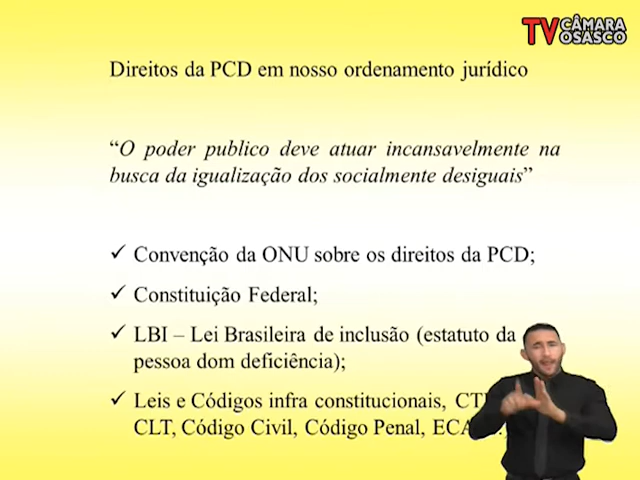 TV CÂMARA
OSASCO
Direitos da PCD em nosso ordenamento jurídico
“O poder publico deve atuar incansavelmente na
busca da igualização dos socialmente desiguais”
✓ Convenção da ONU sobre os direitos da PCD;
✓ Constituição Federal;
✓ LBI – Lei Brasileira de inclusão (estatuto da
pessoa dom deficiência);
✓ Leis e Códigos infra constitucionais,
CLT, Código Civil, Código Penal,